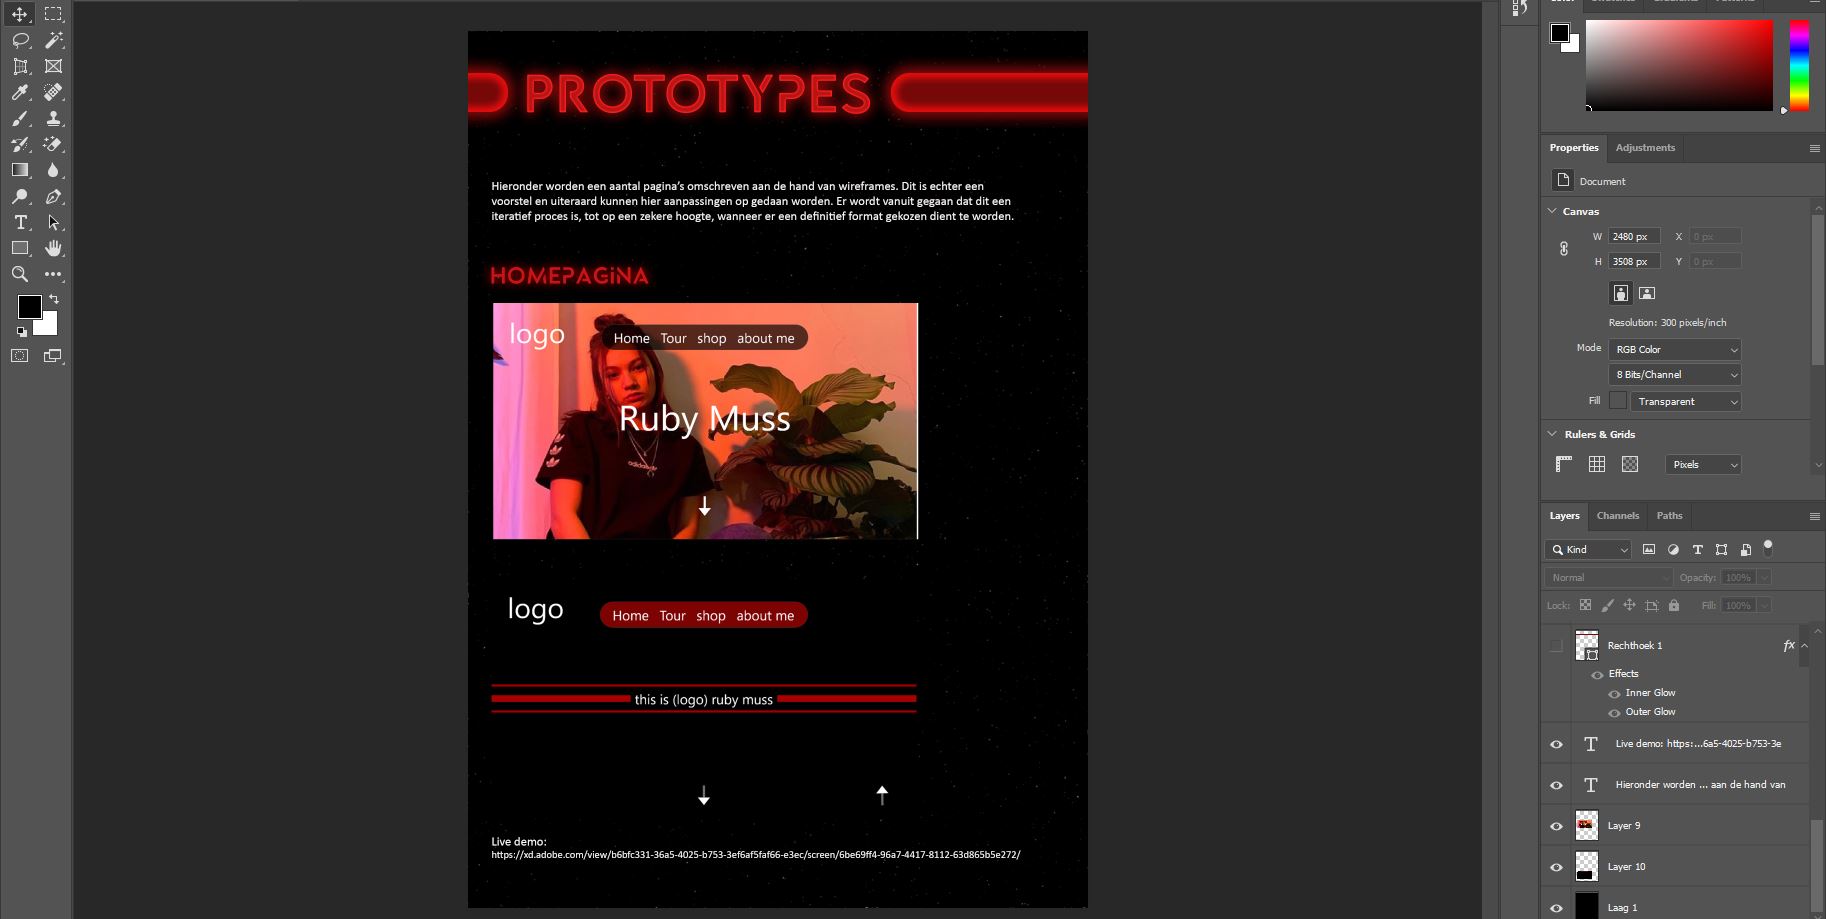 PROTOTYPES
Hieronder worden een aantal pagina's omschreven aan de hand van wireframes. Dit is echter een
voorstel en uiteraard kunnen hier aanpassingen op gedaan worden. Er wordt vanuit gegaan dat dit een
iteratief proces is, tot op een zekere hoogte, wanneer er een definitief format gekozen dient te worden.
HOMEPAGINA
logo
Home Tour shop about me
Ruby Muss
logo
Home Tour shop about me
this is (logo) ruby muss
Live demo:
https://xd.adobe.com/view/b6bfc331-36a5-4025-b753-3ef6af5faf66-e3ec/screen/6be69ff4-96a7-4417-8112-63d865b5e272/
Properties Adjustments
Document
Canvas
W 2480 px X 0 px
H 3508 px Y 0 px
Resolution: 300 pixels/inch
Mode RGB Color
8 Bits/Channel
Fill Transparent
Rulers & Grids
Pixels
Layers Channels Paths
Kind
Normal Opacity: 100%
Lock: Fill: 100%
Rechthoek 1 fx
Effects
Inner Glow
Outer Glow
T Live demo: https:...6a5-4025-b753-3e
T Hieronder worden ... aan de hand van
Layer 9
Layer 10
Laag 1